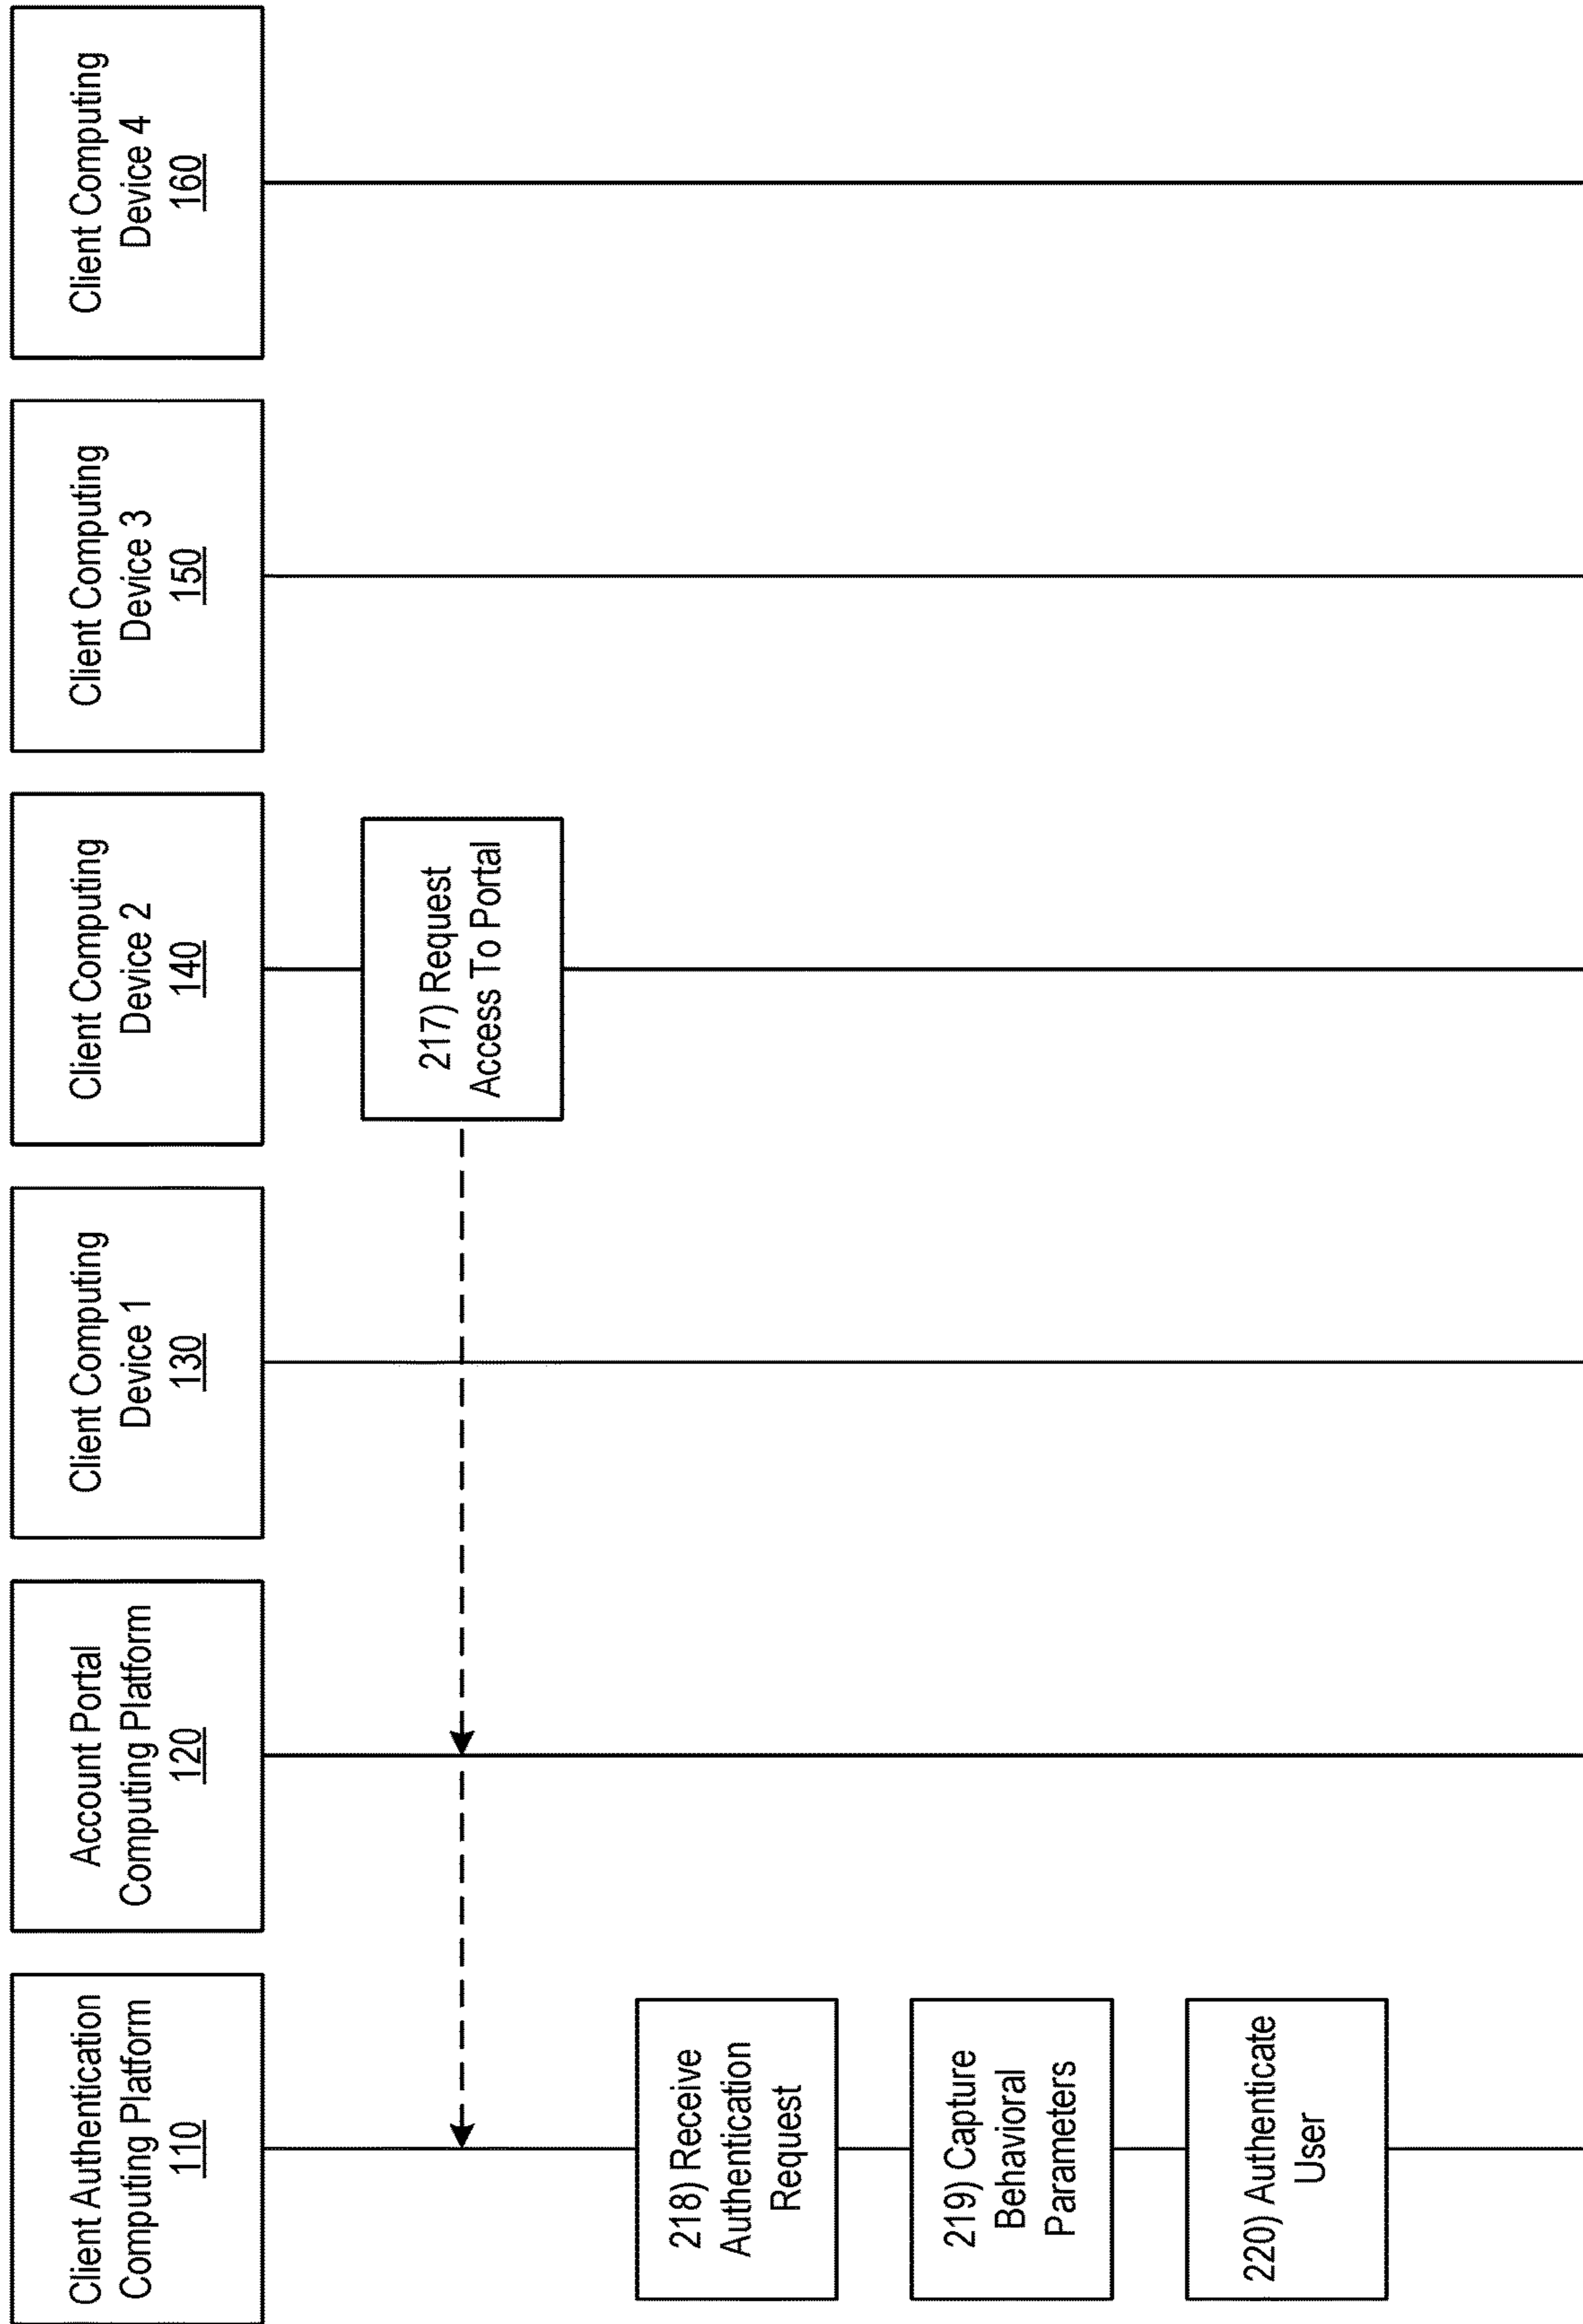 Client Authentication
Computing Platform
110
Account Portal
Computing Platform
120
Client Computing
Device 1
130
Client Computing
Device 2
140
Client Computing
Device 3
150
Client Computing
Device 4
160
217) Request
Access To Portal
218) Receive
Authentication
Request
219) Capture
Behavioral
Parameters
220) Authenticate
User